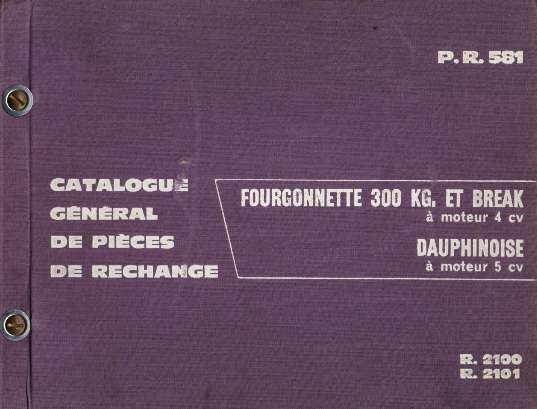 P.R. 581
CATALOGUE
GÉNÉRAL
DE PIÈCES
DE RECHANGE
FOURGONNETTE 300 KG. ET BREAK
à moteur 4 cv
DAUPHINOISE
à moteur 5 cv
R. 2100
R. 2101